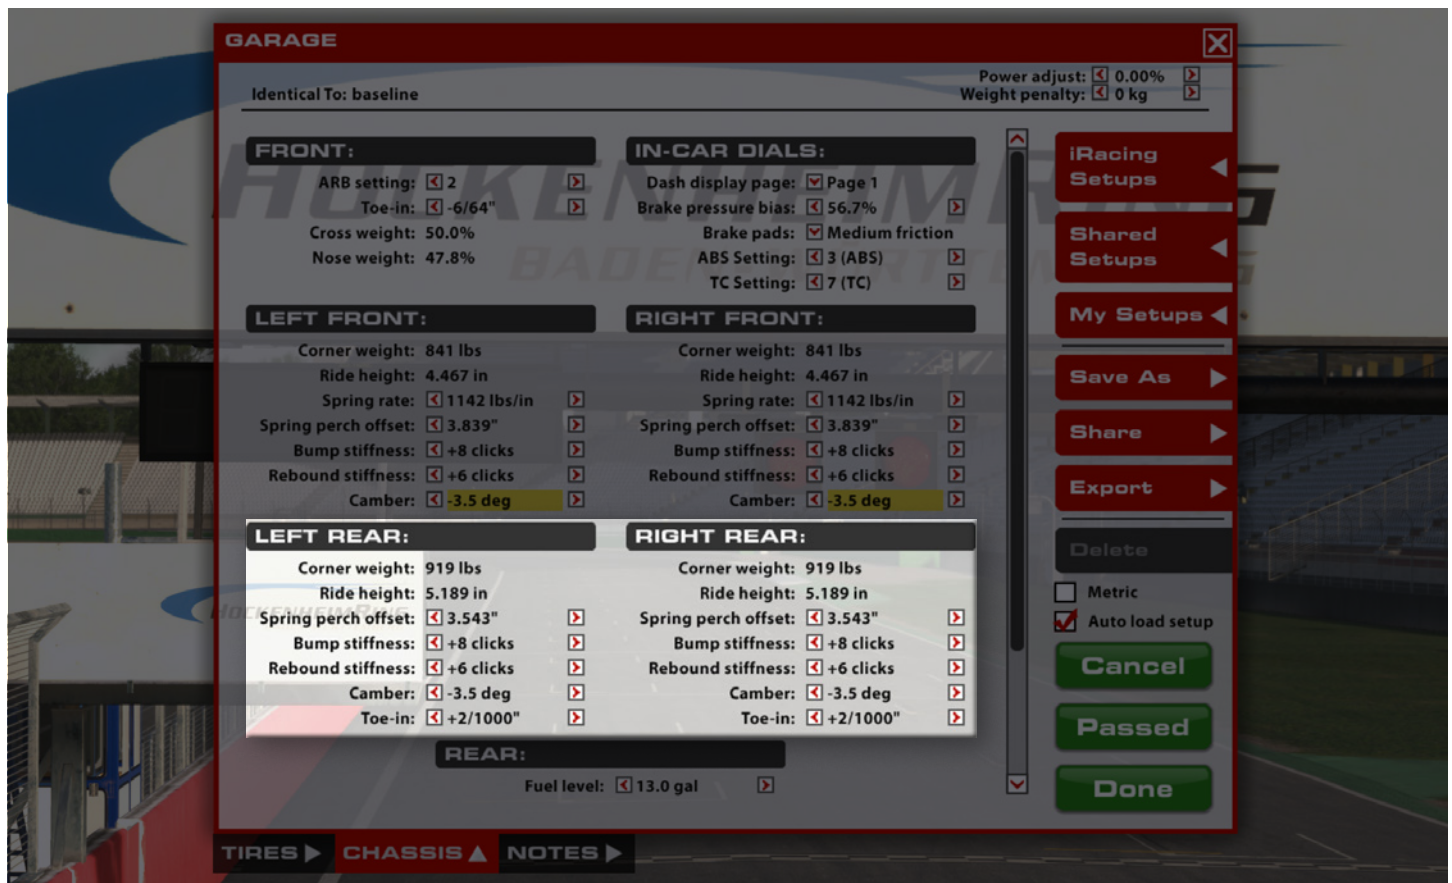 GARAGE
Identical To: baseline
Power adjust: 0.00%
Weight penalty: 0 kg
FRONT:
ARB setting: 2
Toe-in: -6/64"
Cross weight: 50.0%
Nose weight: 47.8%
IN-CAR DIALS:
Dash display page: Page 1
Brake pressure bias: 56.7%
Brake pads: Medium friction
ABS Setting: 3 (ABS)
TC Setting: 7 (TC)
LEFT FRONT:
Corner weight: 841 lbs
Ride height: 4.467 in
Spring rate: 1142 lbs/in
Spring perch offset: 3.839"
Bump stiffness: +8 clicks
Rebound stiffness: +6 clicks
Camber: -3.5 deg
RIGHT FRONT:
Corner weight: 841 lbs
Ride height: 4.467 in
Spring rate: 1142 lbs/in
Spring perch offset: 3.839"
Bump stiffness: +8 clicks
Rebound stiffness: +6 clicks
Camber: -3.5 deg
LEFT REAR:
Corner weight: 919 lbs
Ride height: 5.189 in
Spring perch offset: 3.543"
Bump stiffness: +8 clicks
Rebound stiffness: +6 clicks
Camber: -3.5 deg
Toe-in: +2/1000"
RIGHT REAR:
Corner weight: 919 lbs
Ride height: 5.189 in
Spring perch offset: 3.543"
Bump stiffness: +8 clicks
Rebound stiffness: +6 clicks
Camber: -3.5 deg
Toe-in: +2/1000"
REAR:
Fuel level: 13.0 gal
iRacing
Setups
Shared
Setups
My Setups
Save As
Share
Export
Delete
Metric
Auto load setup
Cancel
Passed
Done
TIRES CHASSIS NOTES
HOCKENHEIMRING
BADEN-WÜRTTEMBERG
HOCKENHEIMRING